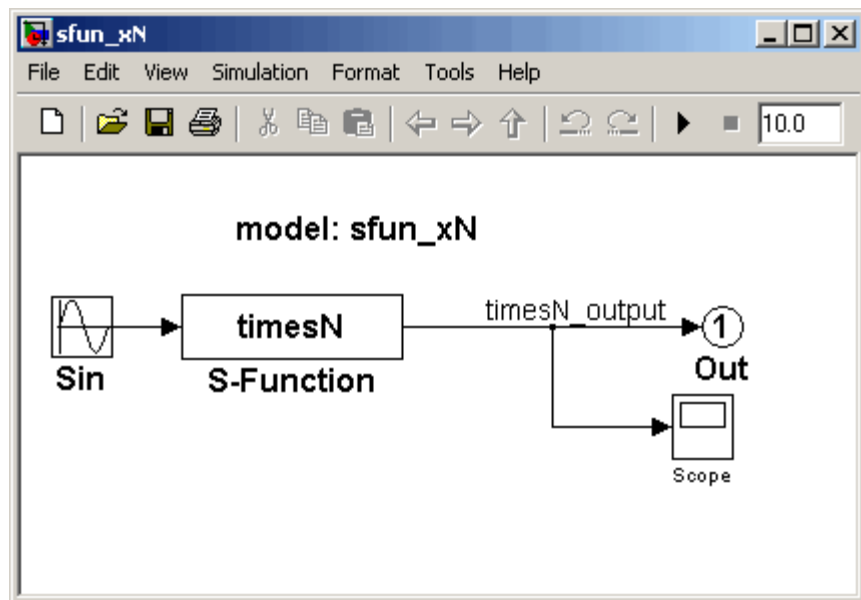 sfun_xN
File Edit View Simulation Format Tools Help
10.0
model: sfun_xN
timesN
timesN_output
1
Sin
S-Function
Out
Scope